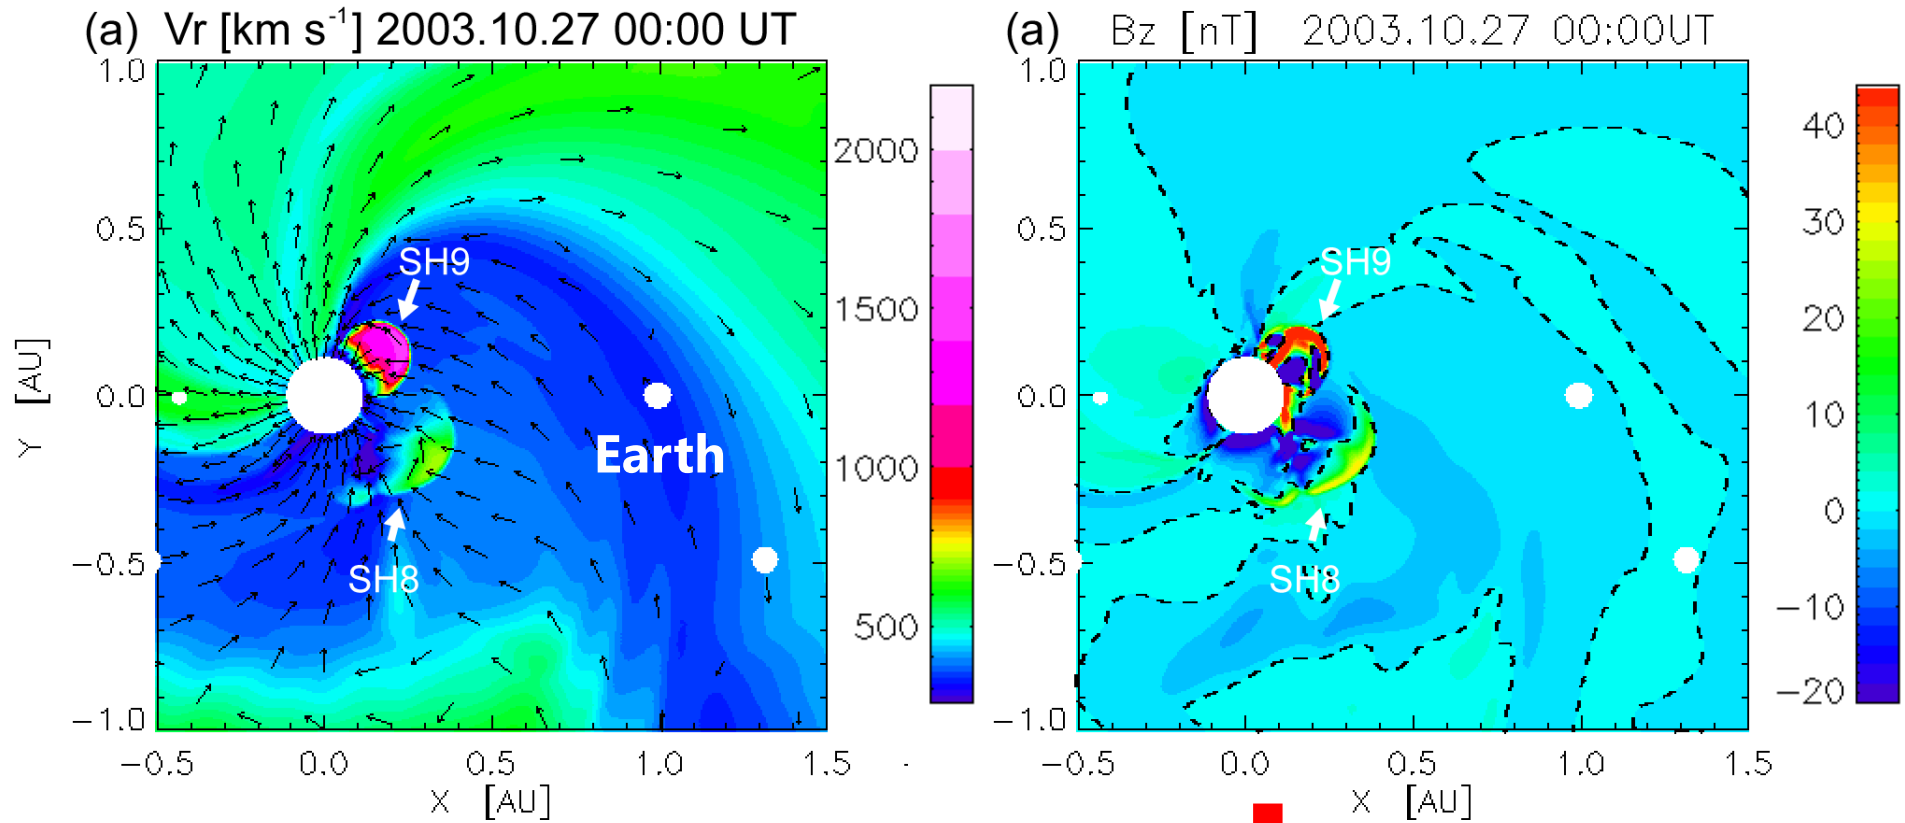 (a) Vr [km s-1] 2003.10.27 00:00 UT
1.0
0.5
0.0
−0.5
−1.0
Y [AU]
SH9
Earth
SH8
−0.5 0.0 0.5 1.0 1.5
X [AU]
2000
1500
1000
500
(a) Bz [nT] 2003.10.27 00:00UT
1.0
0.5
0.0
−0.5
−1.0
SH9
SH8
−0.5 0.0 0.5 1.0 1.5
X [AU]
40
30
20
10
0
−10
−20